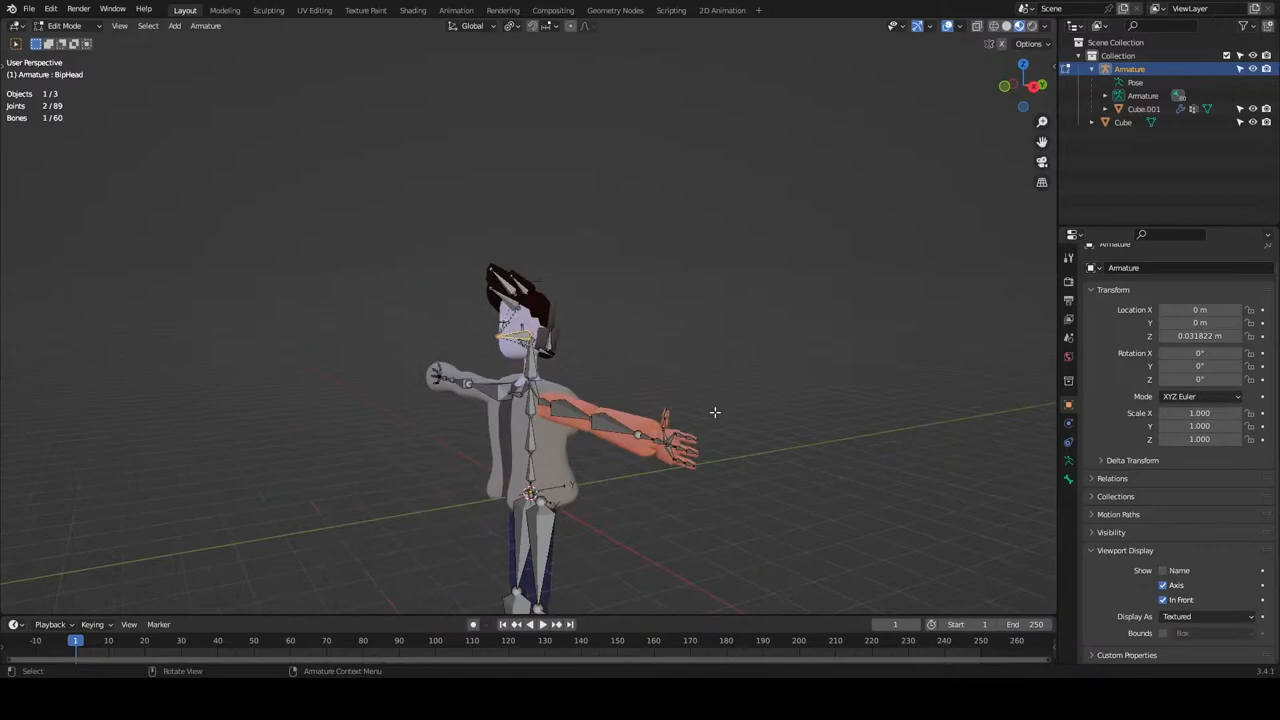 File Edit Render Window Help Layout Modeling Sculpting UV Editing Texture Paint Shading Animation Rendering Compositing Geometry Nodes Scripting 2D Animation + Scene ViewLayer
Edit Mode View Select Add Armature Global
Options
X
User Perspective
(1) Armature : BipHead
Objects 1 / 3
Joints 2 / 89
Bones 1 / 60
Z
Y
X
Scene Collection
Collection
Armature
Pose
Armature 60
Cube.001
Cube
Armature
Armature
Transform
Location X 0 m
Y 0 m
Z 0.031822 m
Rotation X 0°
Y 0°
Z 0°
Mode XYZ Euler
Scale X 1.000
Y 1.000
Z 1.000
Delta Transform
Relations
Collections
Motion Paths
Visibility
Viewport Display
Show Name
Axis
In Front
Display As Textured
Bounds Box
Custom Properties
Playback Keying View Marker 1 Start 1 End 250
-10 1 10 20 30 40 50 60 70 80 90 100 110 120 130 140 150 160 170 180 190 200 210 220 230 240 250 260
Select Rotate View Armature Context Menu 3.4.1